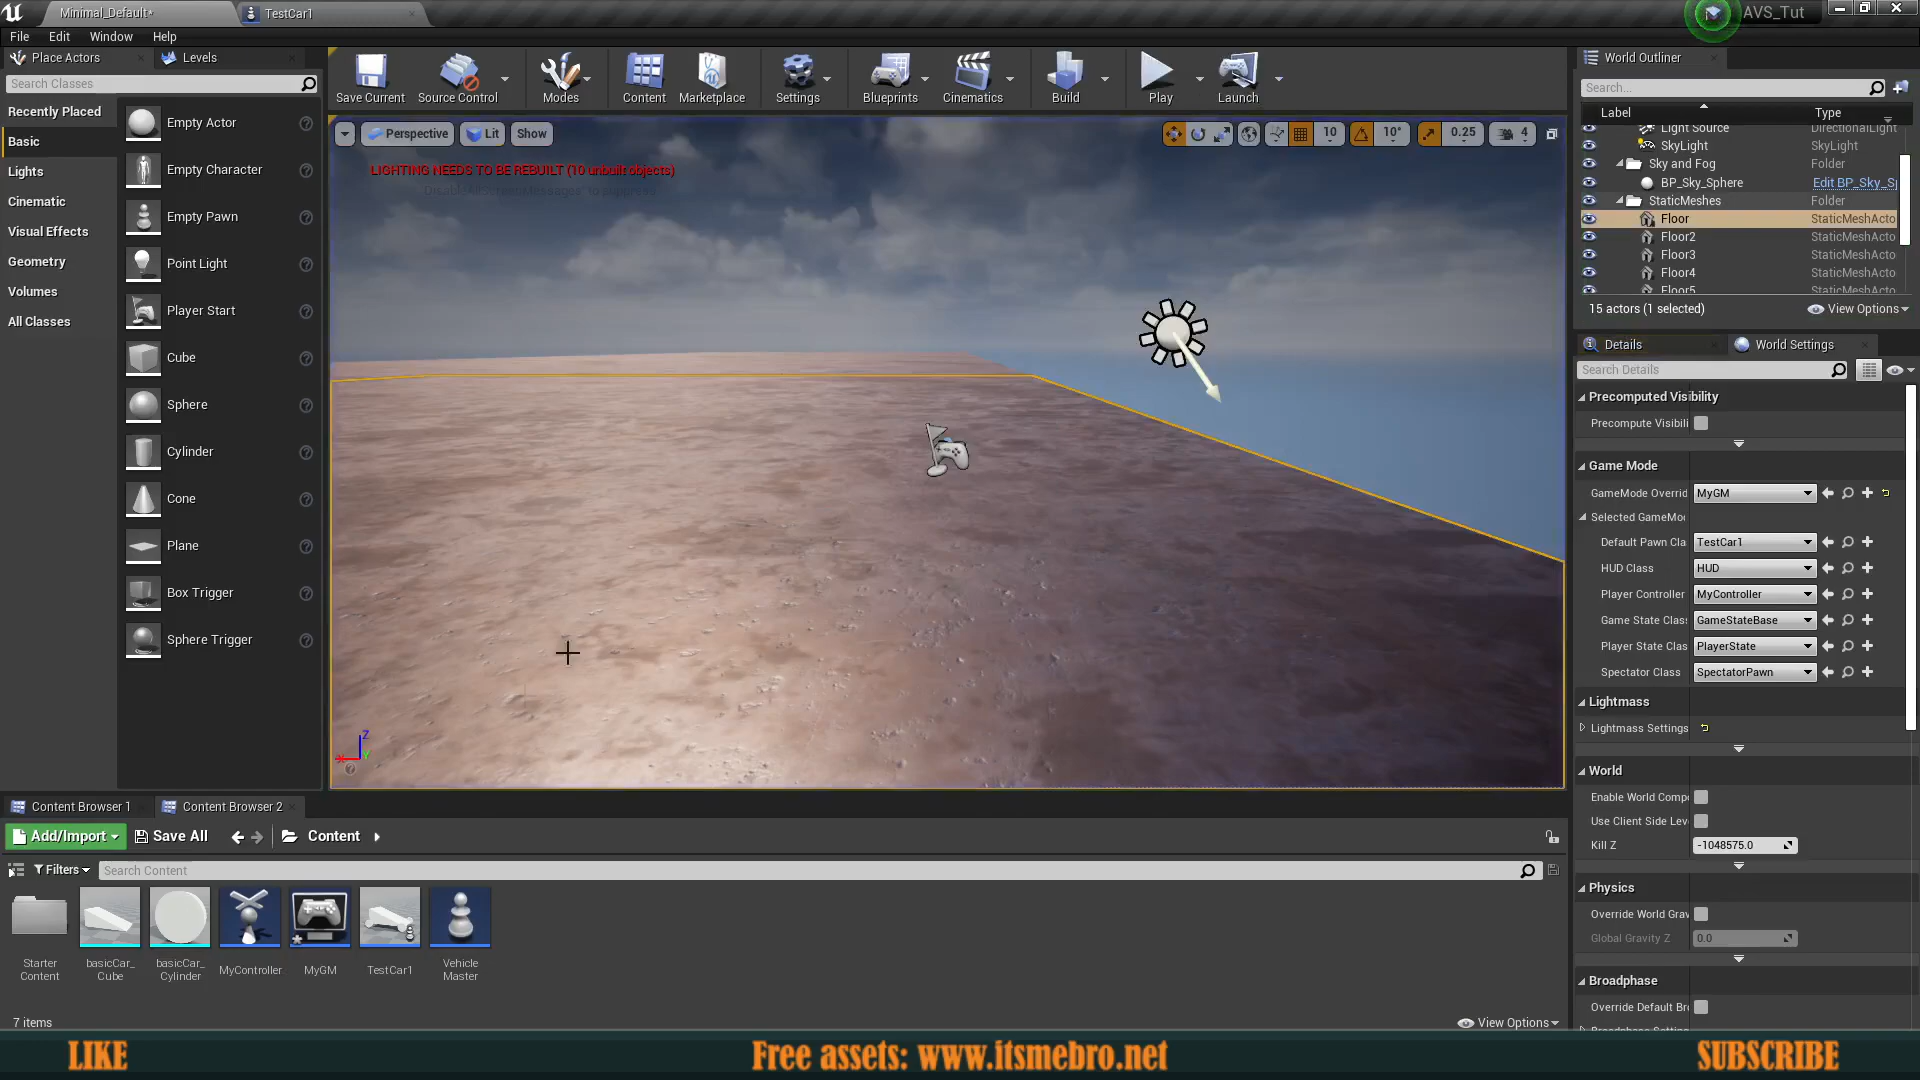 Minimal_Default*
TestCar1
AVS_Tut
File Edit Window Help
Place Actors
Levels
Search Classes
Recently Placed
Basic
Lights
Cinematic
Visual Effects
Geometry
Volumes
All Classes
Empty Actor
Empty Character
Empty Pawn
Point Light
Player Start
Cube
Sphere
Cylinder
Cone
Plane
Box Trigger
Sphere Trigger
Save Current
Source Control
Modes
Content
Marketplace
Settings
Blueprints
Cinematics
Build
Play
Launch
Perspective
Lit
Show
10
10°
0.25
4
LIGHTING NEEDS TO BE REBUILT (10 unbuilt objects)
'DisableAllScreenMessages' to suppress
Z
X
Y
World Outliner
Search...
Label Type
Light Source DirectionalLight
SkyLight SkyLight
Sky and Fog Folder
BP_Sky_Sphere Edit BP_Sky_S
StaticMeshes Folder
Floor StaticMeshActo
Floor2 StaticMeshActo
Floor3 StaticMeshActo
Floor4 StaticMeshActo
Floor5 StaticMeshActo
15 actors (1 selected)
View Options
Details
World Settings
Search Details
Precomputed Visibility
Precompute Visibili
Game Mode
GameMode Overrid MyGM
Selected GameMo
Default Pawn Cla TestCar1
HUD Class HUD
Player Controller MyController
Game State Clas GameStateBase
Player State Clas PlayerState
Spectator Class SpectatorPawn
Lightmass
Lightmass Settings
World
Enable World Comp
Use Client Side Lev
Kill Z -1048575.0
Physics
Override World Grav
Global Gravity Z 0.0
Broadphase
Override Default Br
Content Browser 1
Content Browser 2
Add/Import
Save All
Content
Filters
Search Content
Starter Content
basicCar_Cube
basicCar_Cylinder
MyController
MyGM
TestCar1
Vehicle Master
7 items
View Options
LIKE
Free assets: www.itsmebro.net
SUBSCRIBE